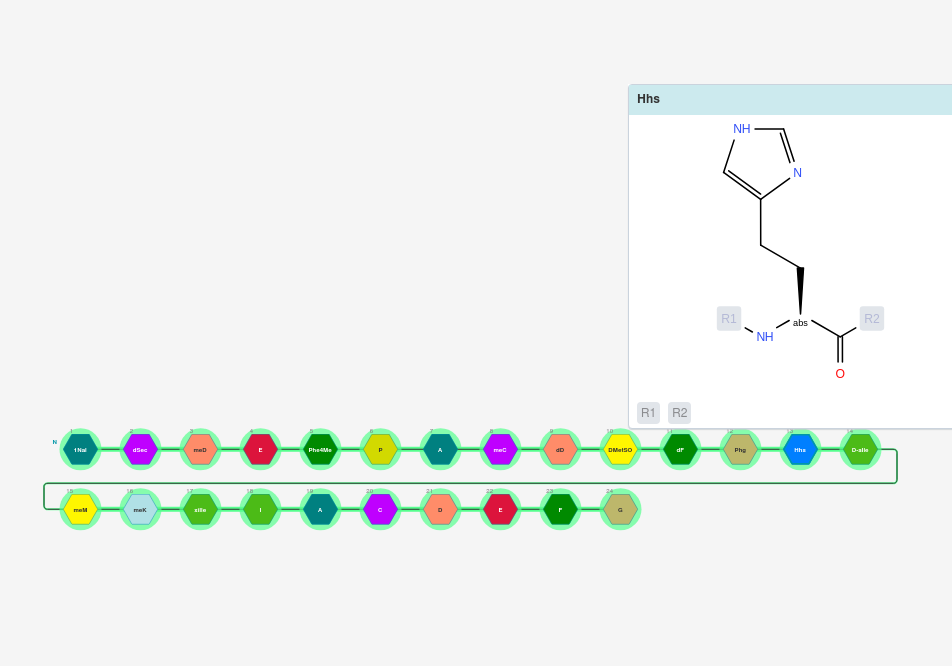 Hhs
NH
N
R1
abs
R2
NH
O
R1 R2
1 2 3 4 5 6 7 8 9 10 11 12 13 14
N 1Nal dSec meD E Phe4Me P A meC dD DMetSO dF Phg Hhs D-aIle
15 16 17 18 19 20 21 22 23 24
meM meK I A C D E F G